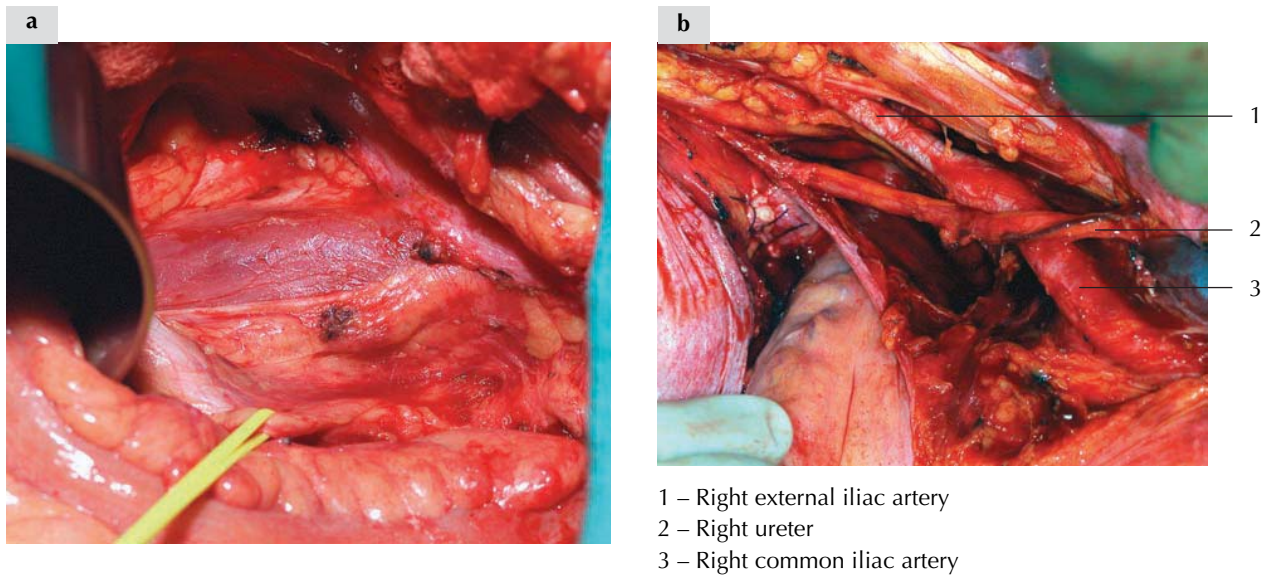 a
b
1
2
3
1 – Right external iliac artery
2 – Right ureter
3 – Right common iliac artery